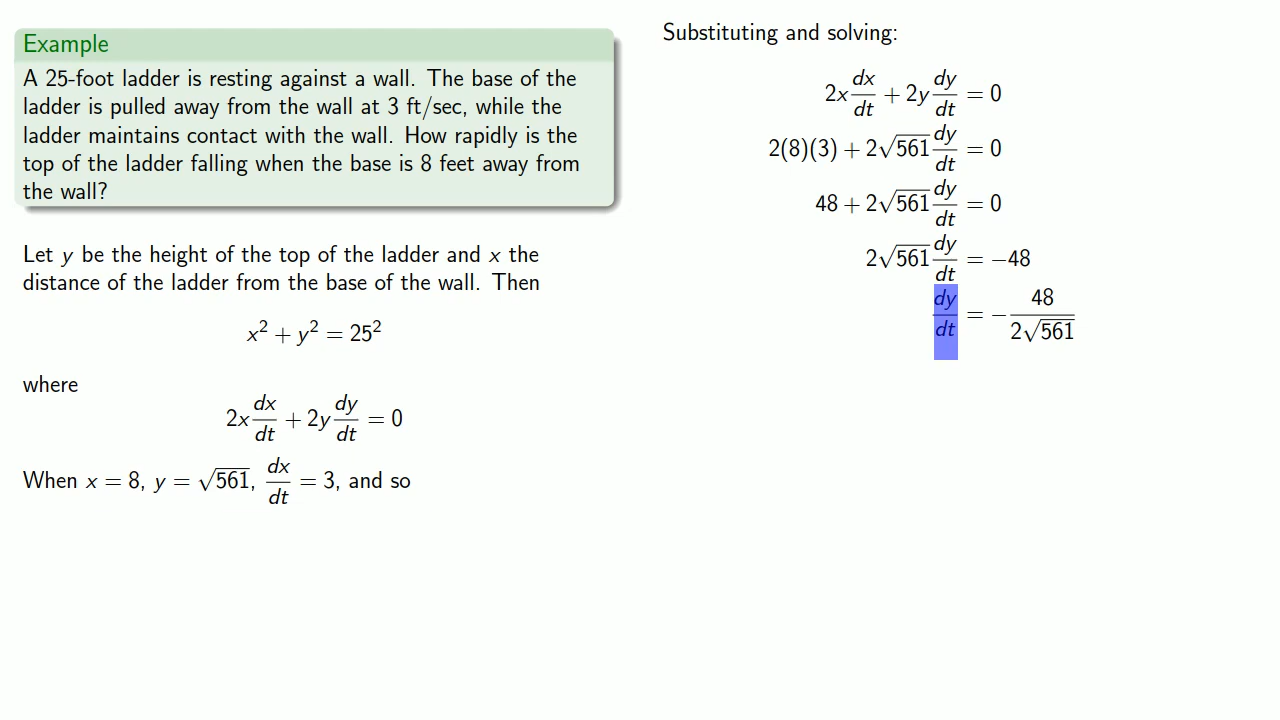 Example
A 25-foot ladder is resting against a wall. The base of the
ladder is pulled away from the wall at 3 ft/sec, while the
ladder maintains contact with the wall. How rapidly is the
top of the ladder falling when the base is 8 feet away from
the wall?
Let y be the height of the top of the ladder and x the
distance of the ladder from the base of the wall. Then
x² + y² = 25²
where
2x dx/dt + 2y dy/dt = 0
When x = 8, y = √561, dx/dt = 3, and so
Substituting and solving:
2x dx/dt + 2y dy/dt = 0
2(8)(3) + 2√561 dy/dt = 0
48 + 2√561 dy/dt = 0
2√561 dy/dt = −48
dy/dt = − 48/2√561